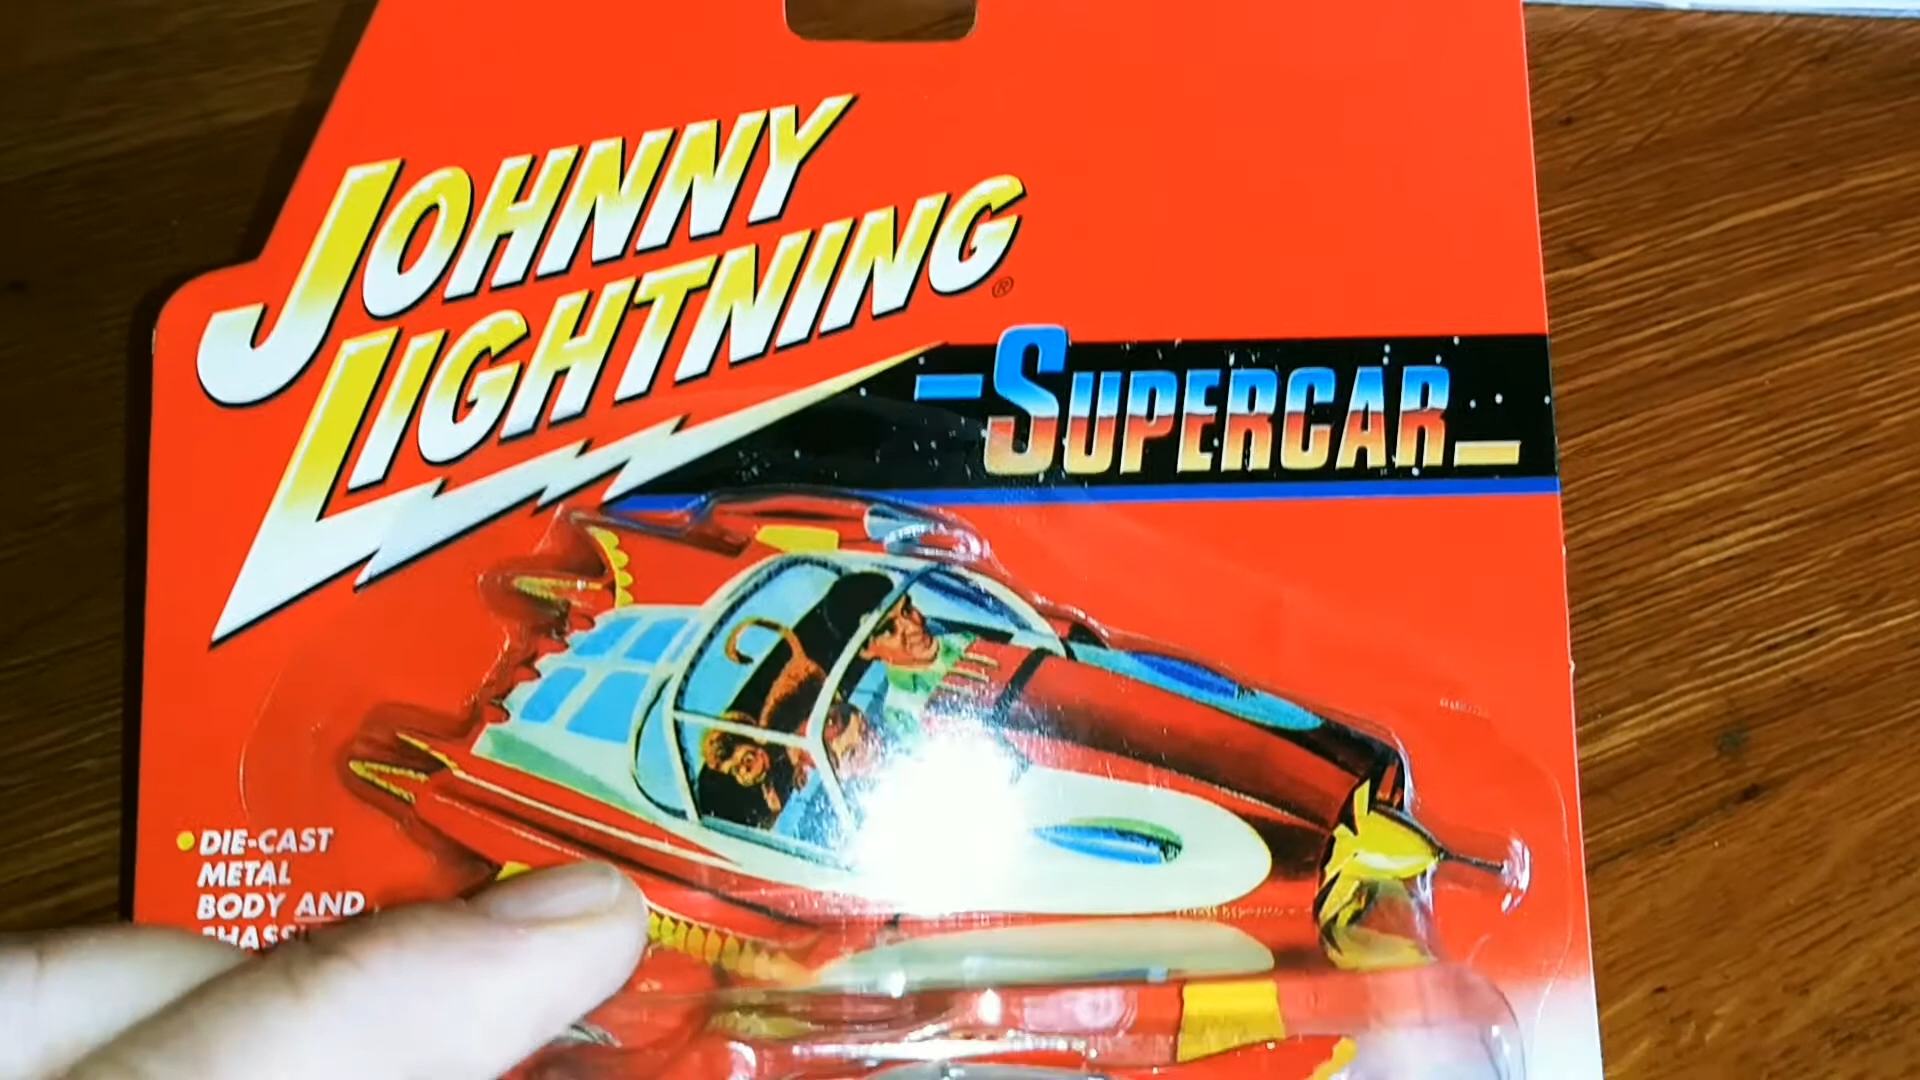 JOHNNY
LIGHTNING®
SUPERCAR
DIE-CAST
METAL
BODY AND